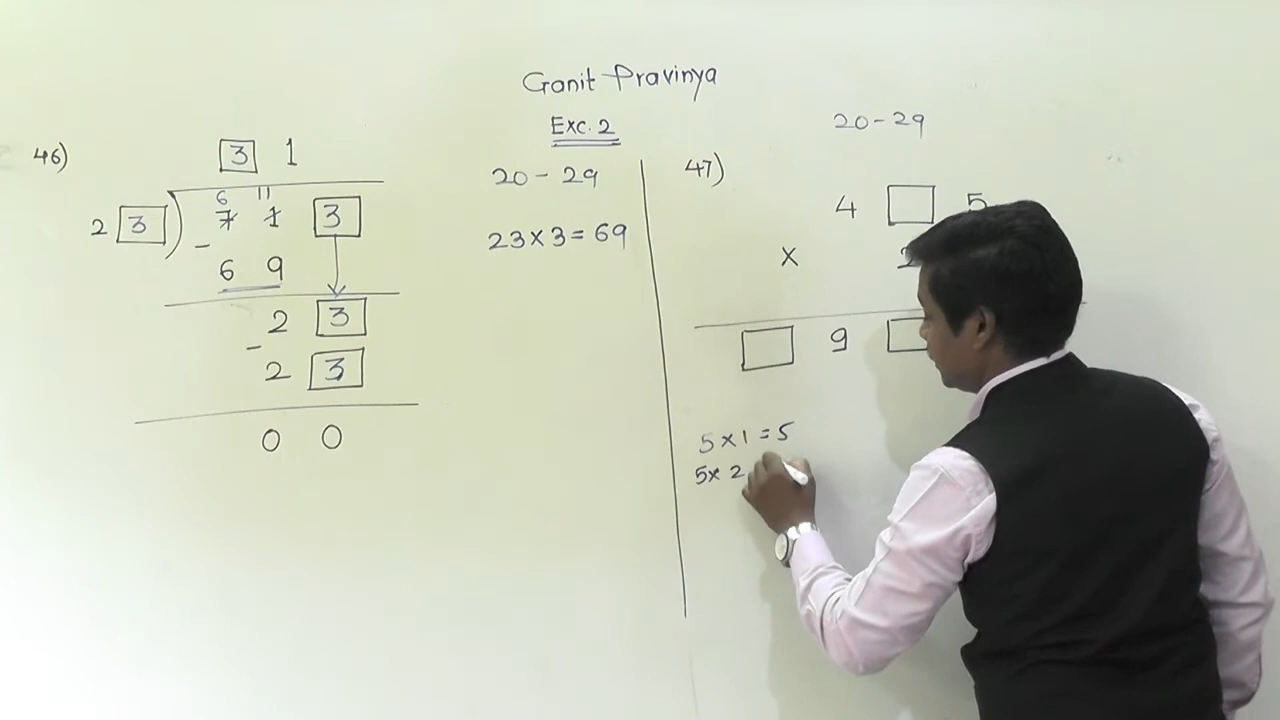 Ganit Pravinya
Exc. 2
46)
3 1
6 11
2 3 ) 7 1 3
- 6 9
2 3
- 2 3
0 0
20 - 29
23 x 3 = 69
20 - 29
47)
4 □ 5
x 2
□ 9 □
5 x 1 = 5
5 x 2